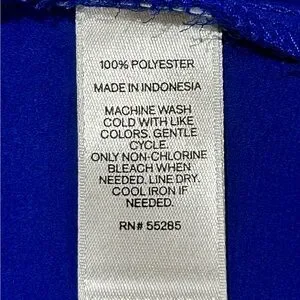 100% POLYESTER
MADE IN INDONESIA
MACHINE WASH
COLD WITH LIKE
COLORS. GENTLE
CYCLE.
ONLY NON-CHLORINE
BLEACH WHEN
NEEDED. LINE DRY.
COOL IRON IF
NEEDED.
RN# 55285